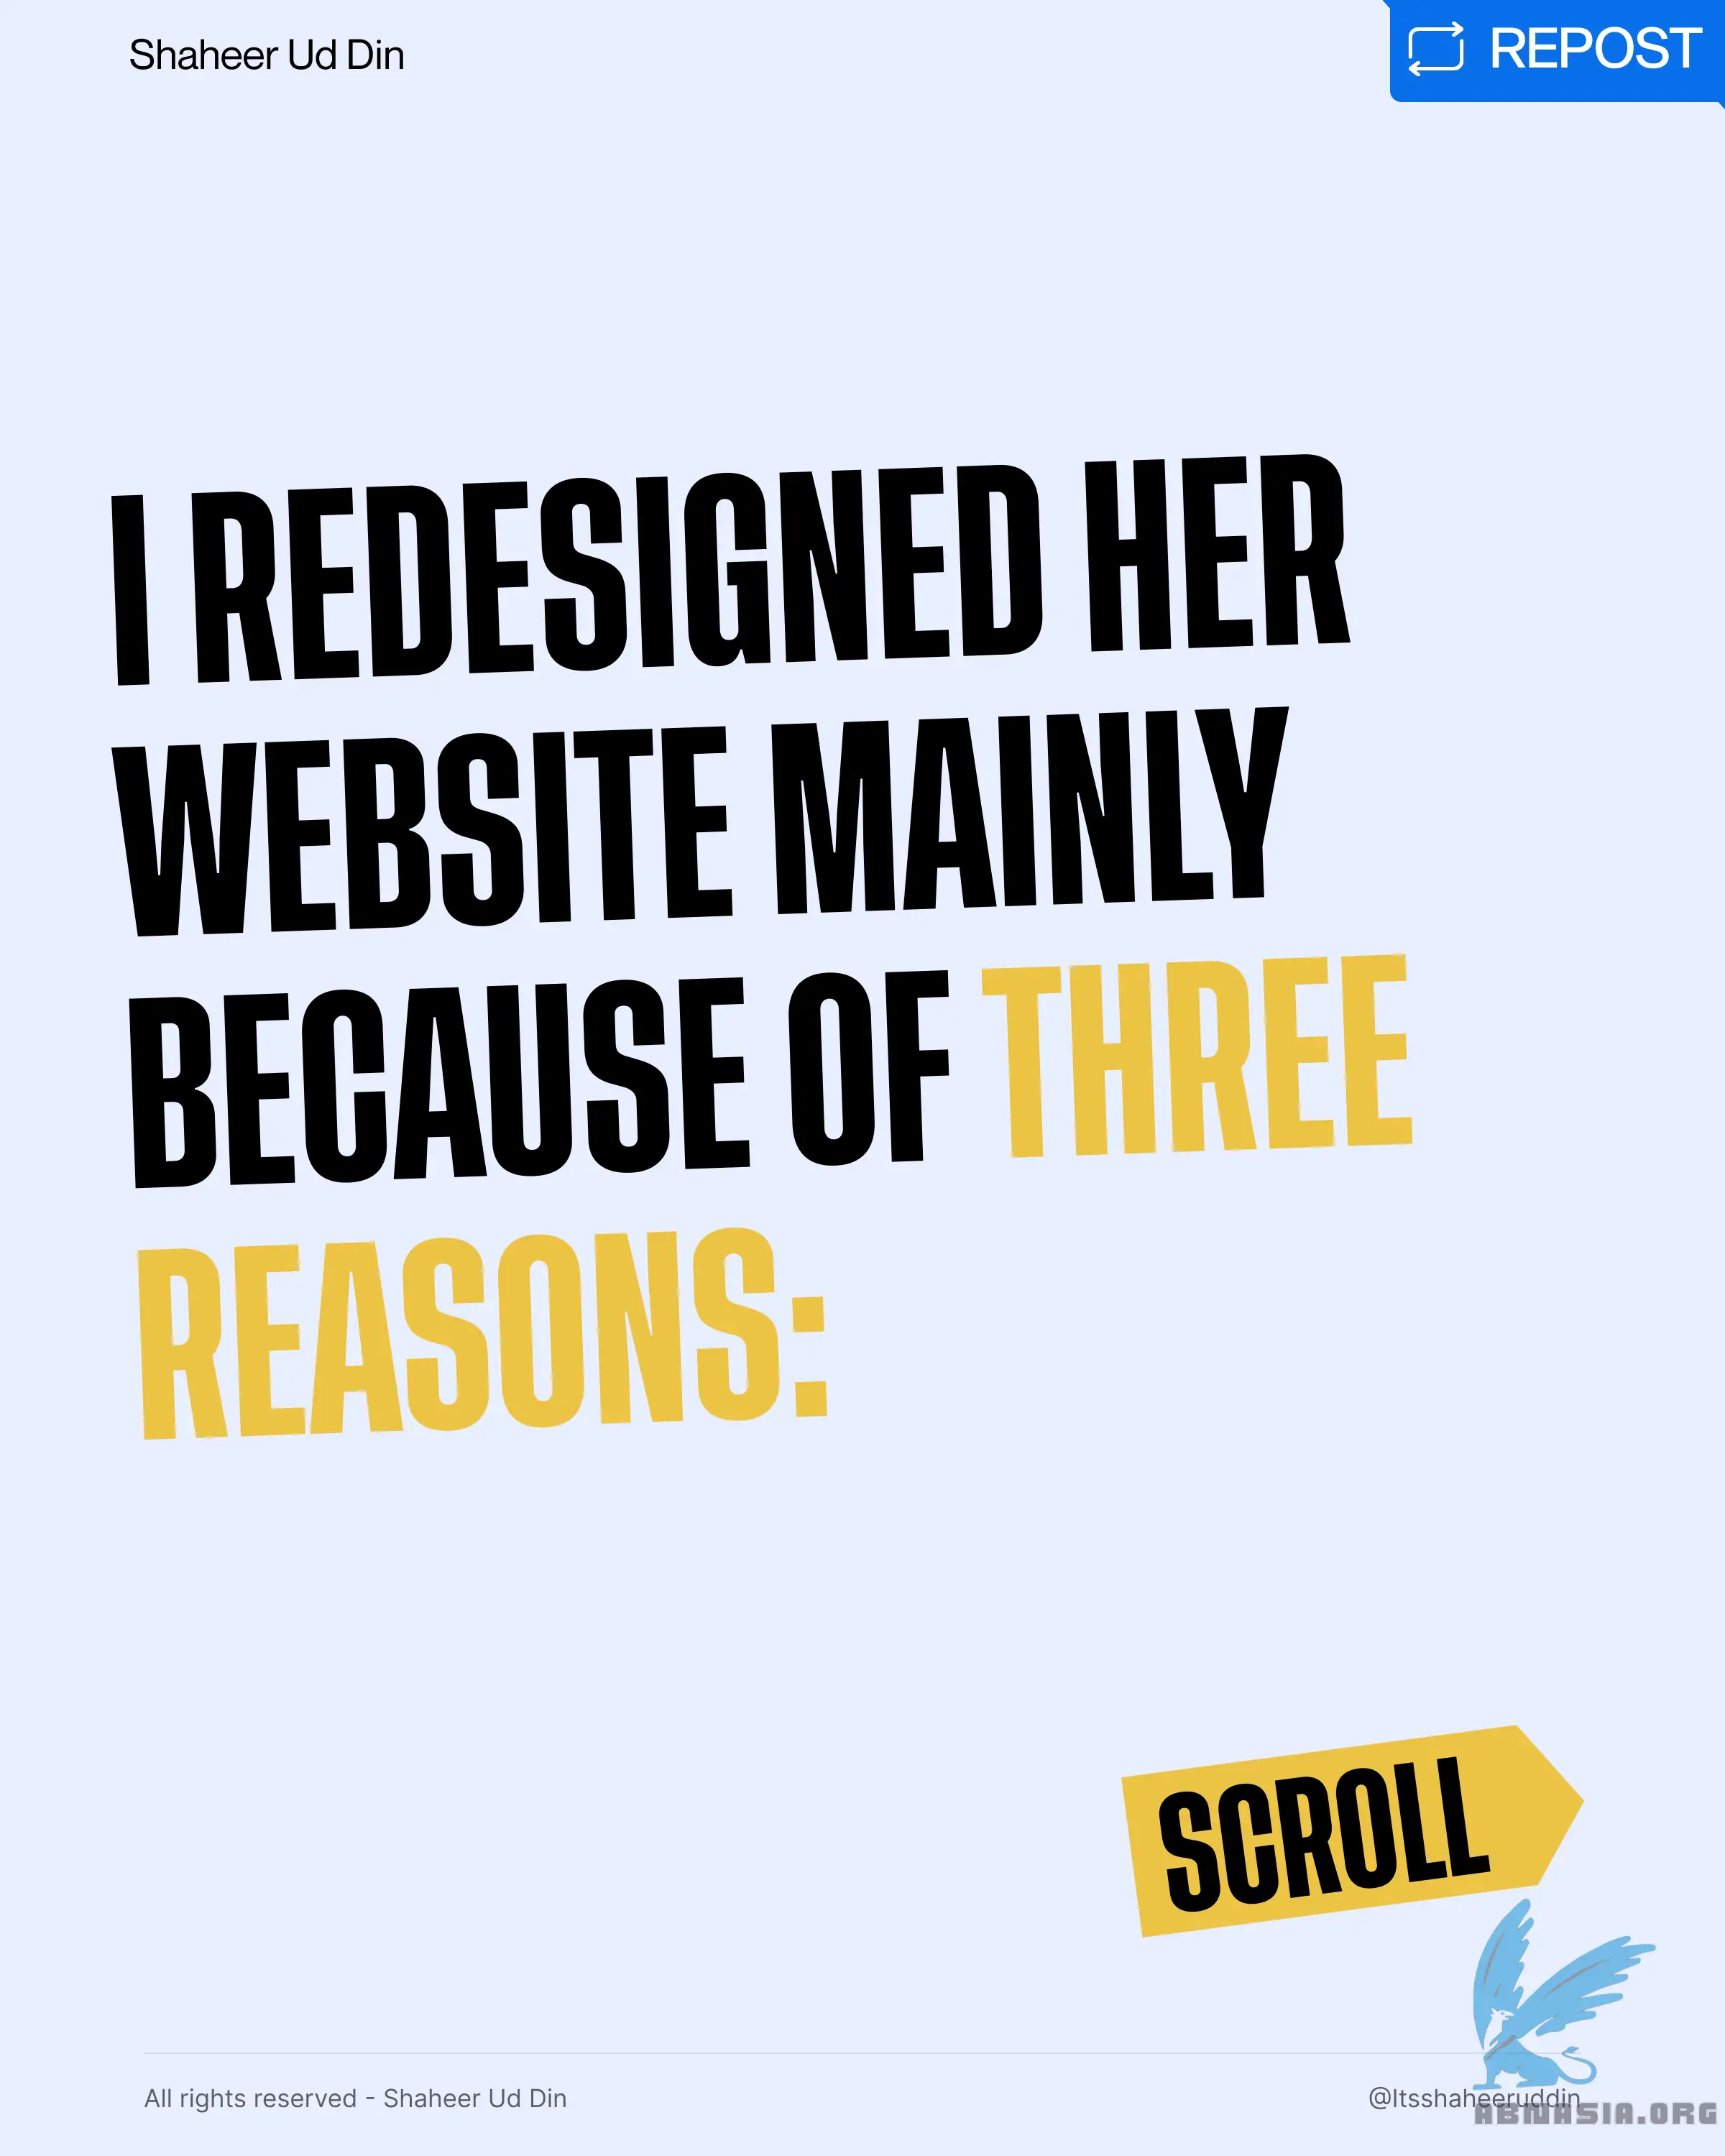 Shaheer Ud Din
REPOST
I REDESIGNED HER
WEBSITE MAINLY
BECAUSE OF THREE
REASONS:
SCROLL
All rights reserved - Shaheer Ud Din
@Itsshaheeruddin
ABNASIA.ORG